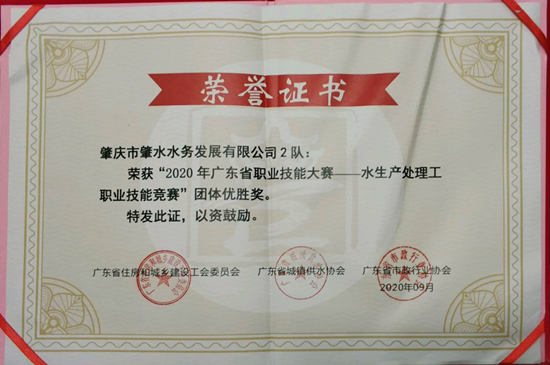 荣誉证书
肇庆市肇水水务发展有限公司2队：
荣获“2020年广东省职业技能大赛——水生产处理工
职业技能竞赛”团体优胜奖。
特发此证，以资鼓励。
广东省住房和城乡建设工会委员会 广东省城镇供水协会 广东省市政行业协会
2020年09月